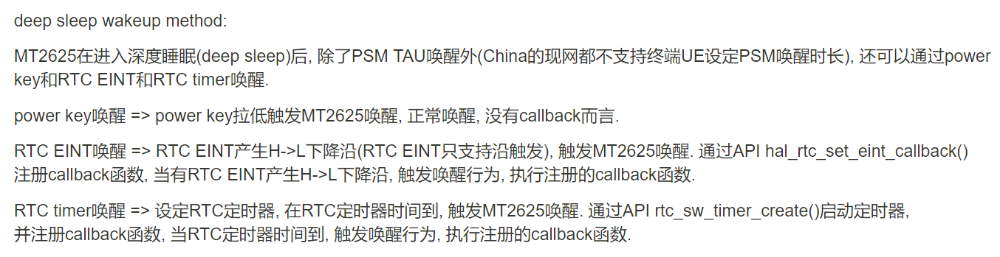 deep sleep wakeup method:
MT2625在进入深度睡眠(deep sleep)后, 除了PSM TAU唤醒外(China的现网都不支持终端UE设定PSM唤醒时长), 还可以通过power
key和RTC EINT和RTC timer唤醒.
power key唤醒 => power key拉低触发MT2625唤醒, 正常唤醒, 没有callback而言.
RTC EINT唤醒 => RTC EINT产生H->L下降沿(RTC EINT只支持沿触发), 触发MT2625唤醒. 通过API hal_rtc_set_eint_callback()
注册callback函数, 当有RTC EINT产生H->L下降沿, 触发唤醒行为, 执行注册的callback函数.
RTC timer唤醒 => 设定RTC定时器, 在RTC定时器时间到, 触发MT2625唤醒. 通过API rtc_sw_timer_create()启动定时器,
并注册callback函数, 当RTC定时器时间到, 触发唤醒行为, 执行注册的callback函数.